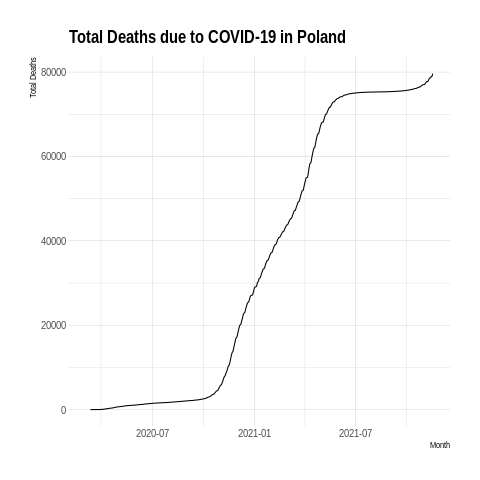 Total Deaths due to COVID-19 in Poland
Total Deaths
80000
60000
40000
20000
0
2020-07 2021-01 2021-07
Month